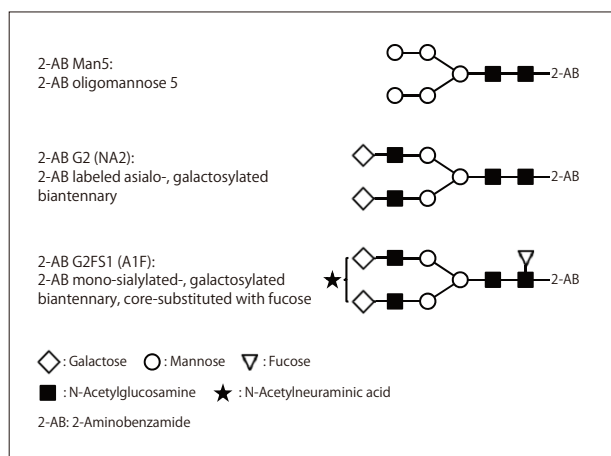 2-AB Man5:
2-AB oligomannose 5
2-AB
2-AB G2 (NA2):
2-AB labeled asialo-, galactosylated
biantennary
2-AB
2-AB G2FS1 (A1F):
2-AB mono-sialylated-, galactosylated
biantennary, core-substituted with fucose
2-AB
: Galactose : Mannose : Fucose
: N-Acetylglucosamine : N-Acetylneuraminic acid
2-AB: 2-Aminobenzamide